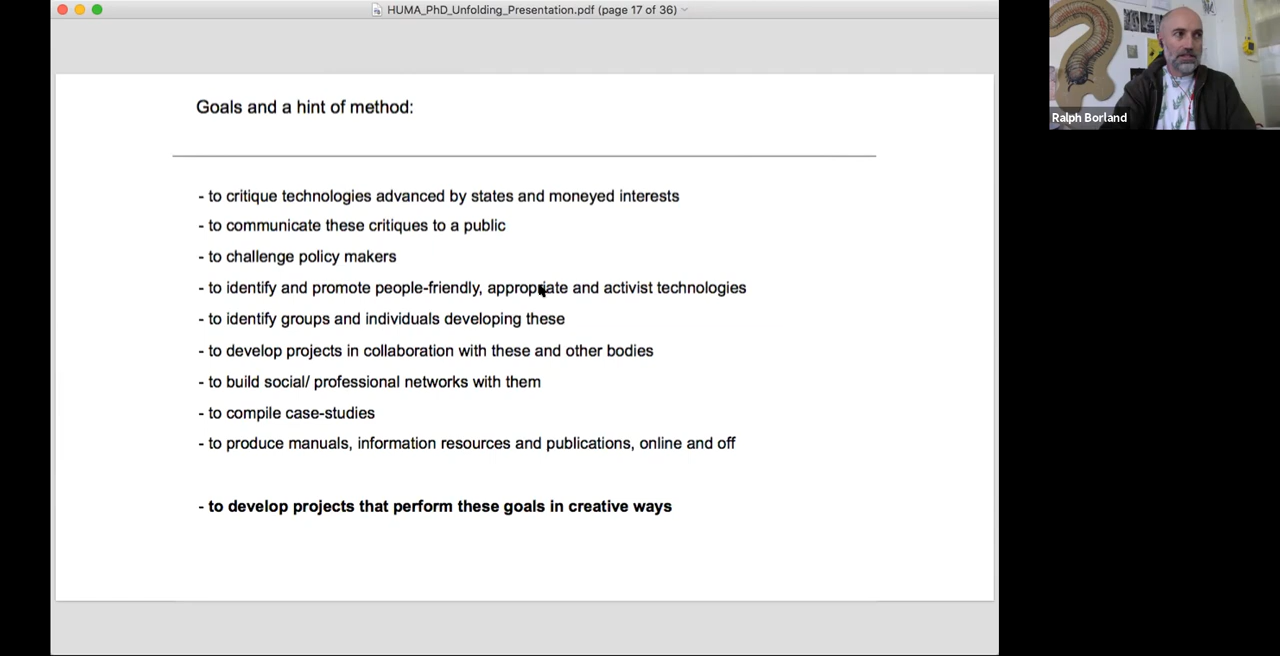 HUMA_PhD_Unfolding_Presentation.pdf (page 17 of 36)
Ralph Borland
Goals and a hint of method:
- to critique technologies advanced by states and moneyed interests
- to communicate these critiques to a public
- to challenge policy makers
- to identify and promote people-friendly, appropriate and activist technologies
- to identify groups and individuals developing these
- to develop projects in collaboration with these and other bodies
- to build social/ professional networks with them
- to compile case-studies
- to produce manuals, information resources and publications, online and off
- to develop projects that perform these goals in creative ways